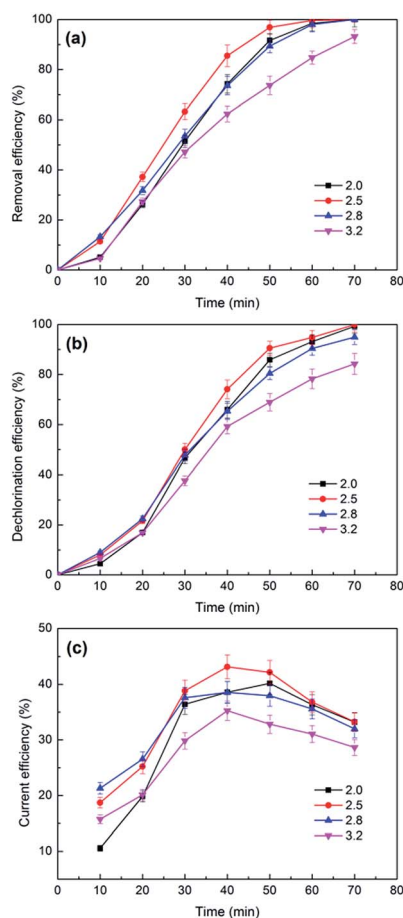 (a)
Removal efficiency (%)
100
80
60
40
20
0
2.0
2.5
2.8
3.2
0 10 20 30 40 50 60 70 80
Time (min)
(b)
Dechlorination efficiency (%)
100
80
60
40
20
0
2.0
2.5
2.8
3.2
0 10 20 30 40 50 60 70 80
Time (min)
(c)
Current efficiency (%)
50
40
30
20
10
2.0
2.5
2.8
3.2
0 10 20 30 40 50 60 70 80
Time (min)